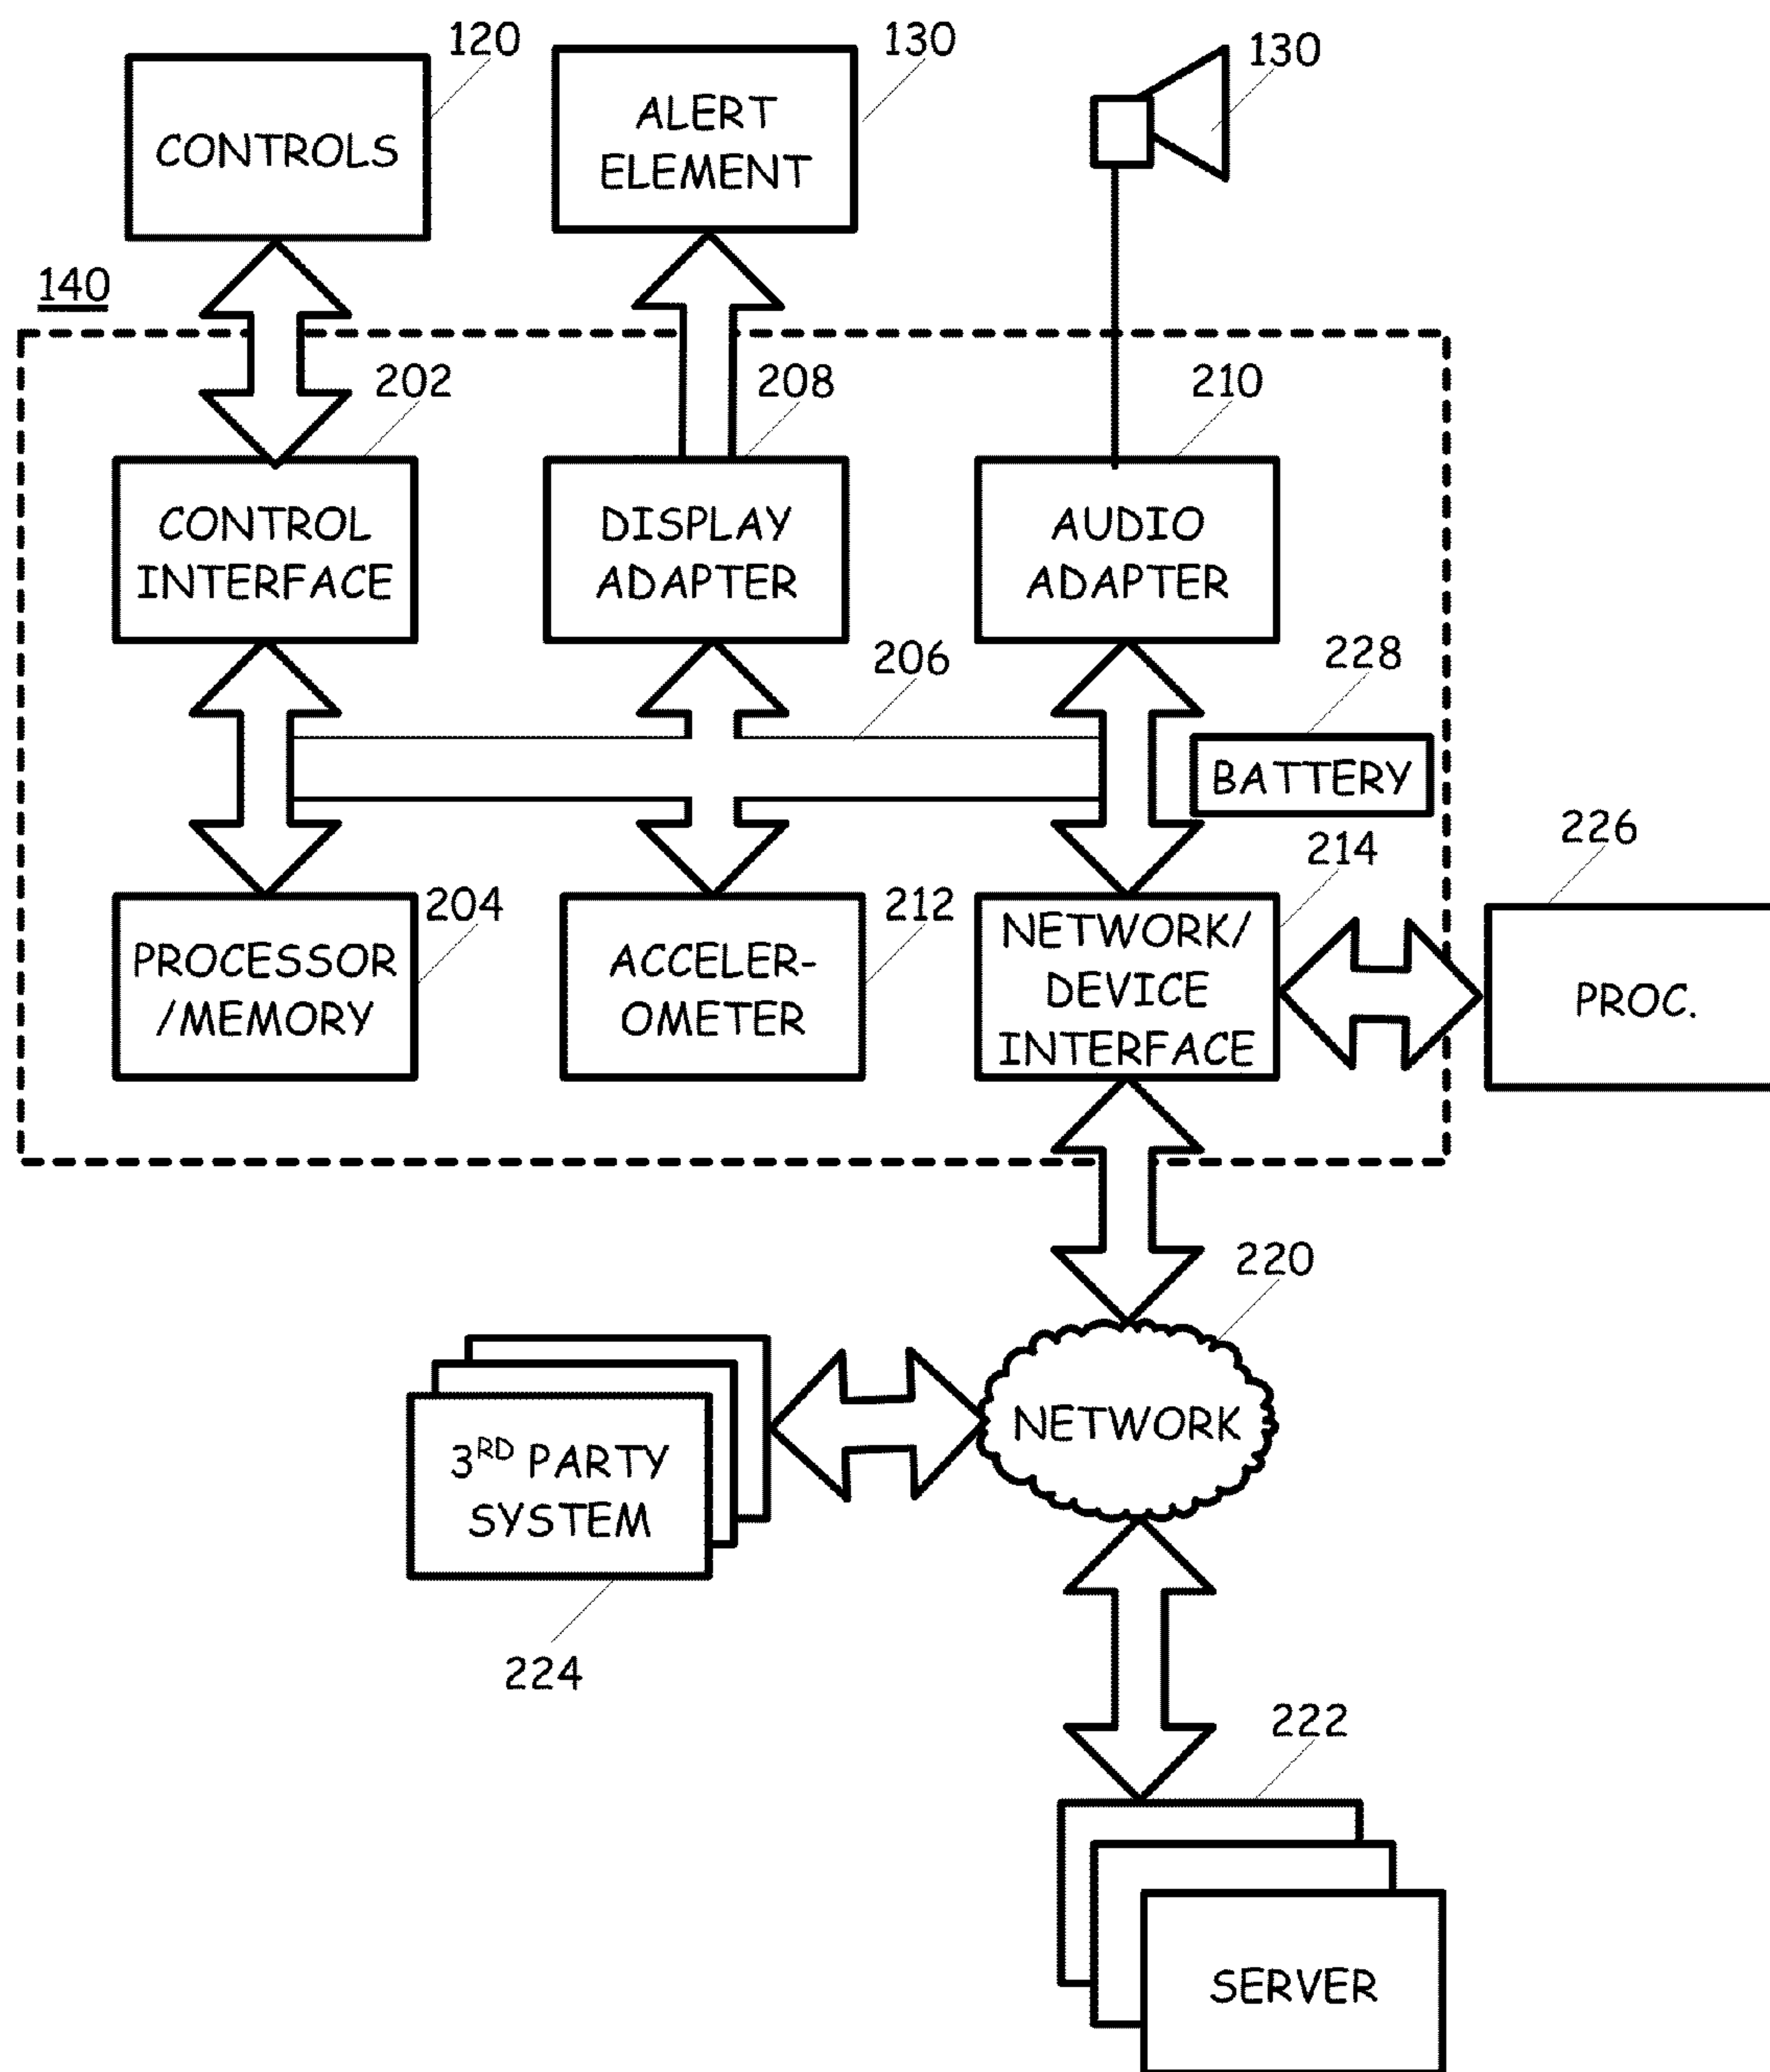 120
130
130
CONTROLS
ALERT
ELEMENT
140
202
208
210
CONTROL
INTERFACE
DISPLAY
ADAPTER
AUDIO
ADAPTER
206
228
BATTERY
226
214
204
212
PROCESSOR
/MEMORY
ACCELER-
OMETER
NETWORK/
DEVICE
INTERFACE
PROC.
220
NETWORK
3RD PARTY
SYSTEM
224
222
SERVER